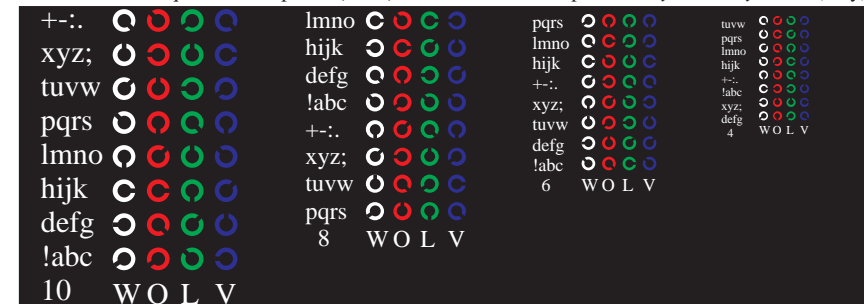 +-:.
xyz;
tuvw
pqrs
lmno
hijk
defg
!abc
10 W O L V
lmno
hijk
defg
!abc
+-:.
xyz;
tuvw
pqrs
8 W O L V
pqrs
lmno
hijk
+-:.
xyz;
tuvw
defg
!abc
6 W O L V
tuvw
pqrs
lmno
hijk
+-:.
!abc
xyz;
defg
4 W O L V